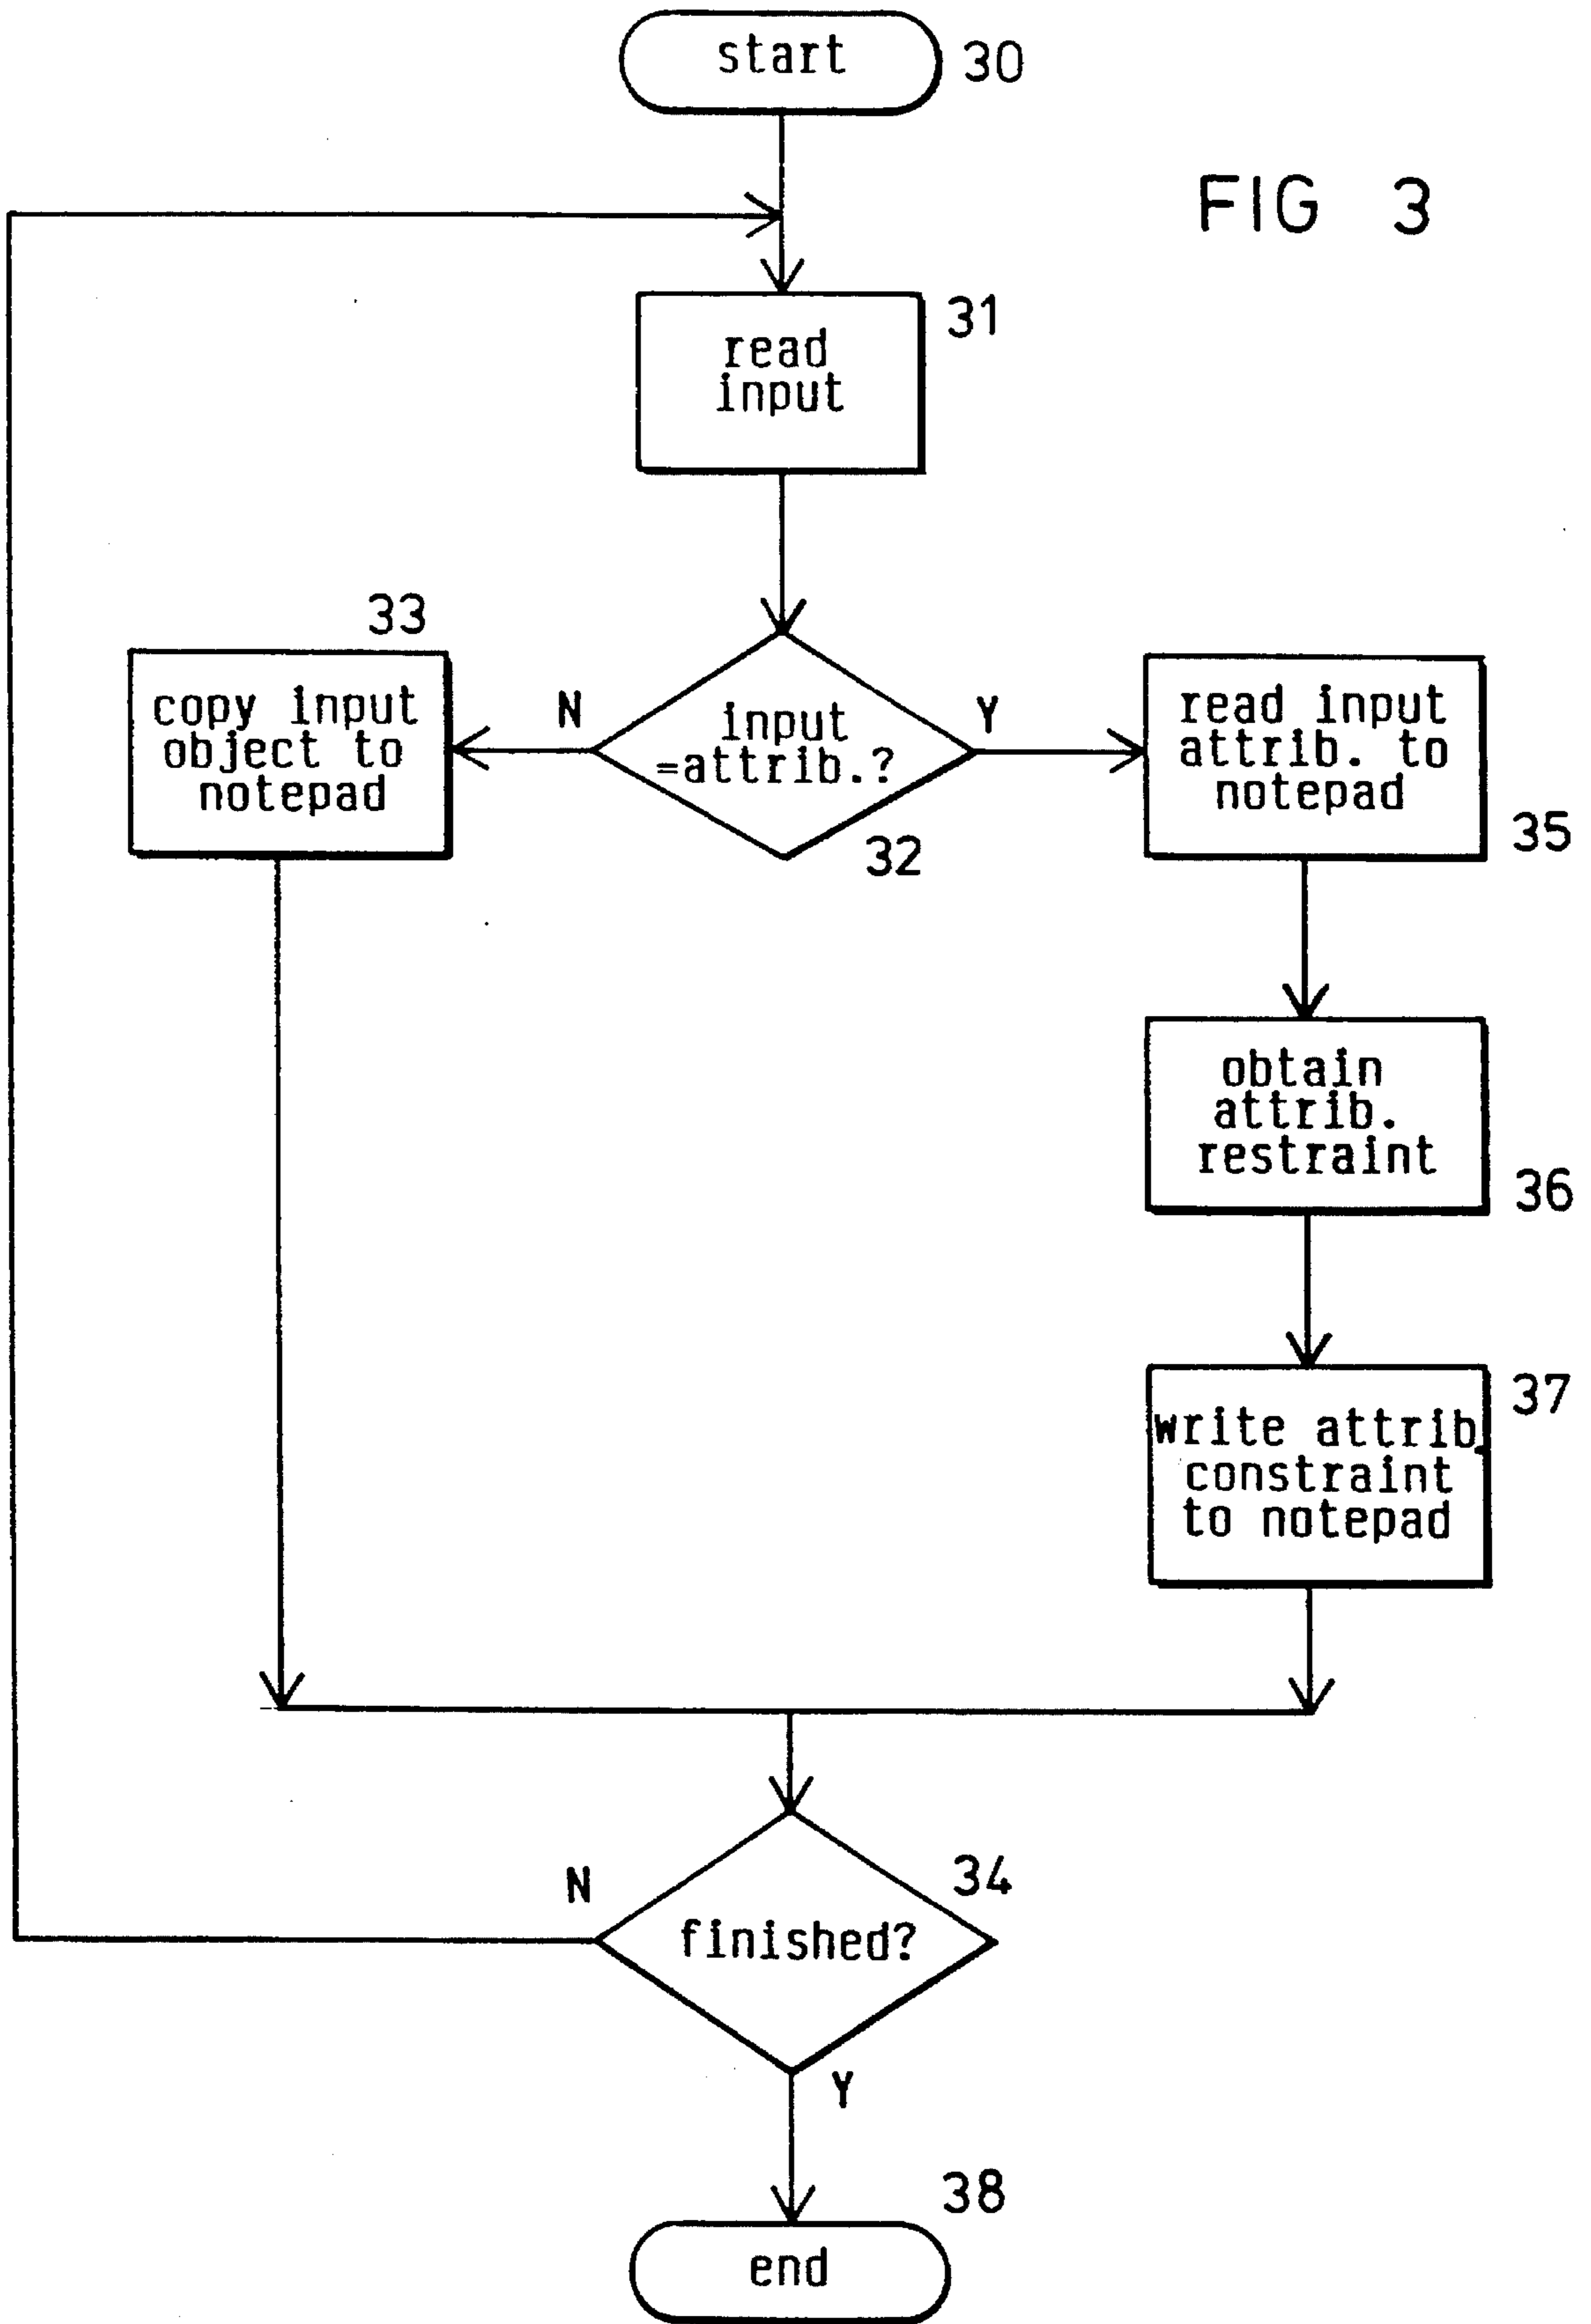 start
30
FIG 3
31
read
input
33
copy input
object to
notepad
N
input
=attrib.?
Y
32
read input
attrib. to
notepad
35
obtain
attrib.
restraint
36
37
write attrib.
constraint
to notepad
N
34
finished?
Y
38
end